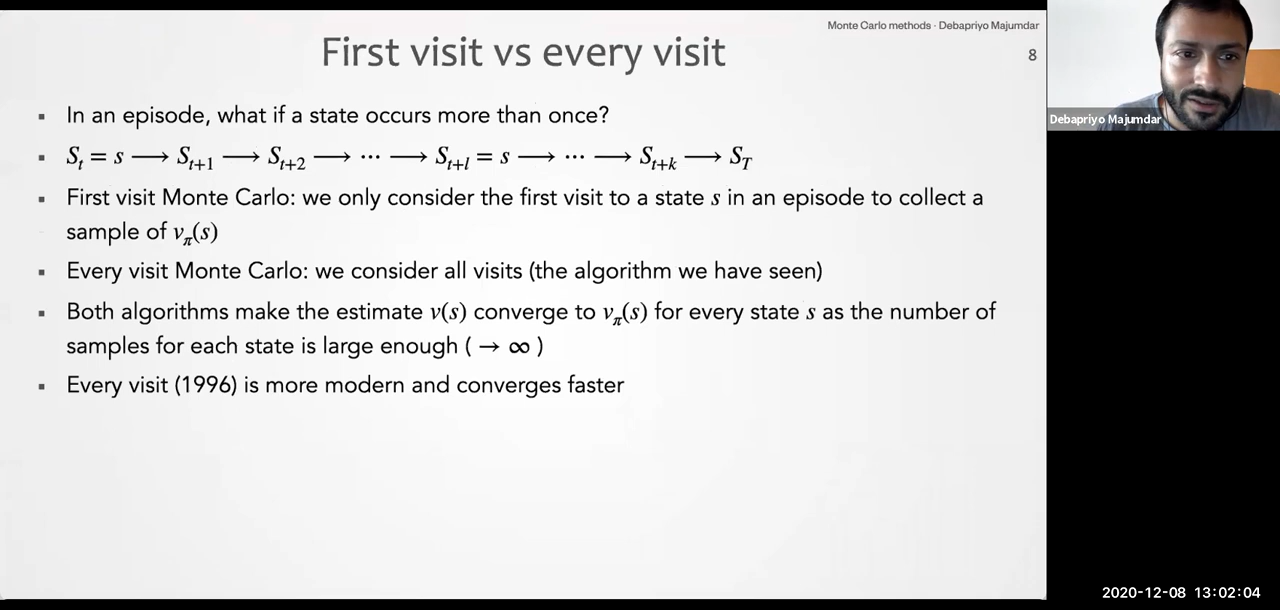 Monte Carlo methods · Debapriyo Majumdar
First visit vs every visit
8
▪ In an episode, what if a state occurs more than once?
▪ Sₜ = s ⟶ Sₜ₊₁ ⟶ Sₜ₊₂ ⟶ ⋯ ⟶ Sₜ₊ₗ = s ⟶ ⋯ ⟶ Sₜ₊ₖ ⟶ S_T
▪ First visit Monte Carlo: we only consider the first visit to a state s in an episode to collect a
sample of v_π(s)
▪ Every visit Monte Carlo: we consider all visits (the algorithm we have seen)
▪ Both algorithms make the estimate v(s) converge to v_π(s) for every state s as the number of
samples for each state is large enough ( → ∞ )
▪ Every visit (1996) is more modern and converges faster
Debapriyo Majumdar
2020-12-08 13:02:04